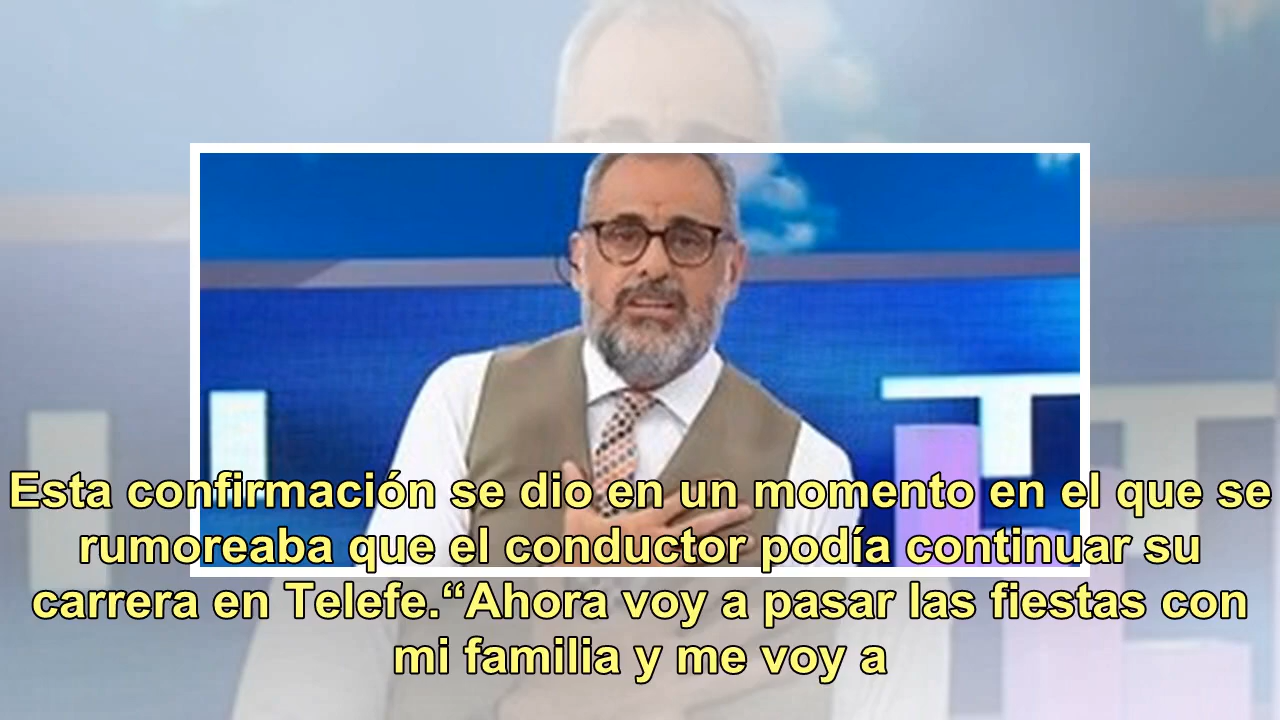 Esta confirmación se dio en un momento en el que se
rumoreaba que el conductor podía continuar su
carrera en Telefe.“Ahora voy a pasar las fiestas con
mi familia y me voy a